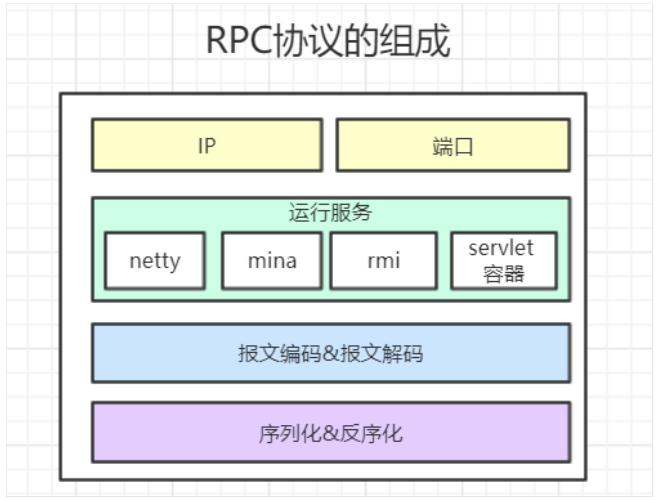 RPC协议的组成
IP
端口
运行服务
netty
mina
rmi
servlet
容器
报文编码&报文解码
序列化&反序化